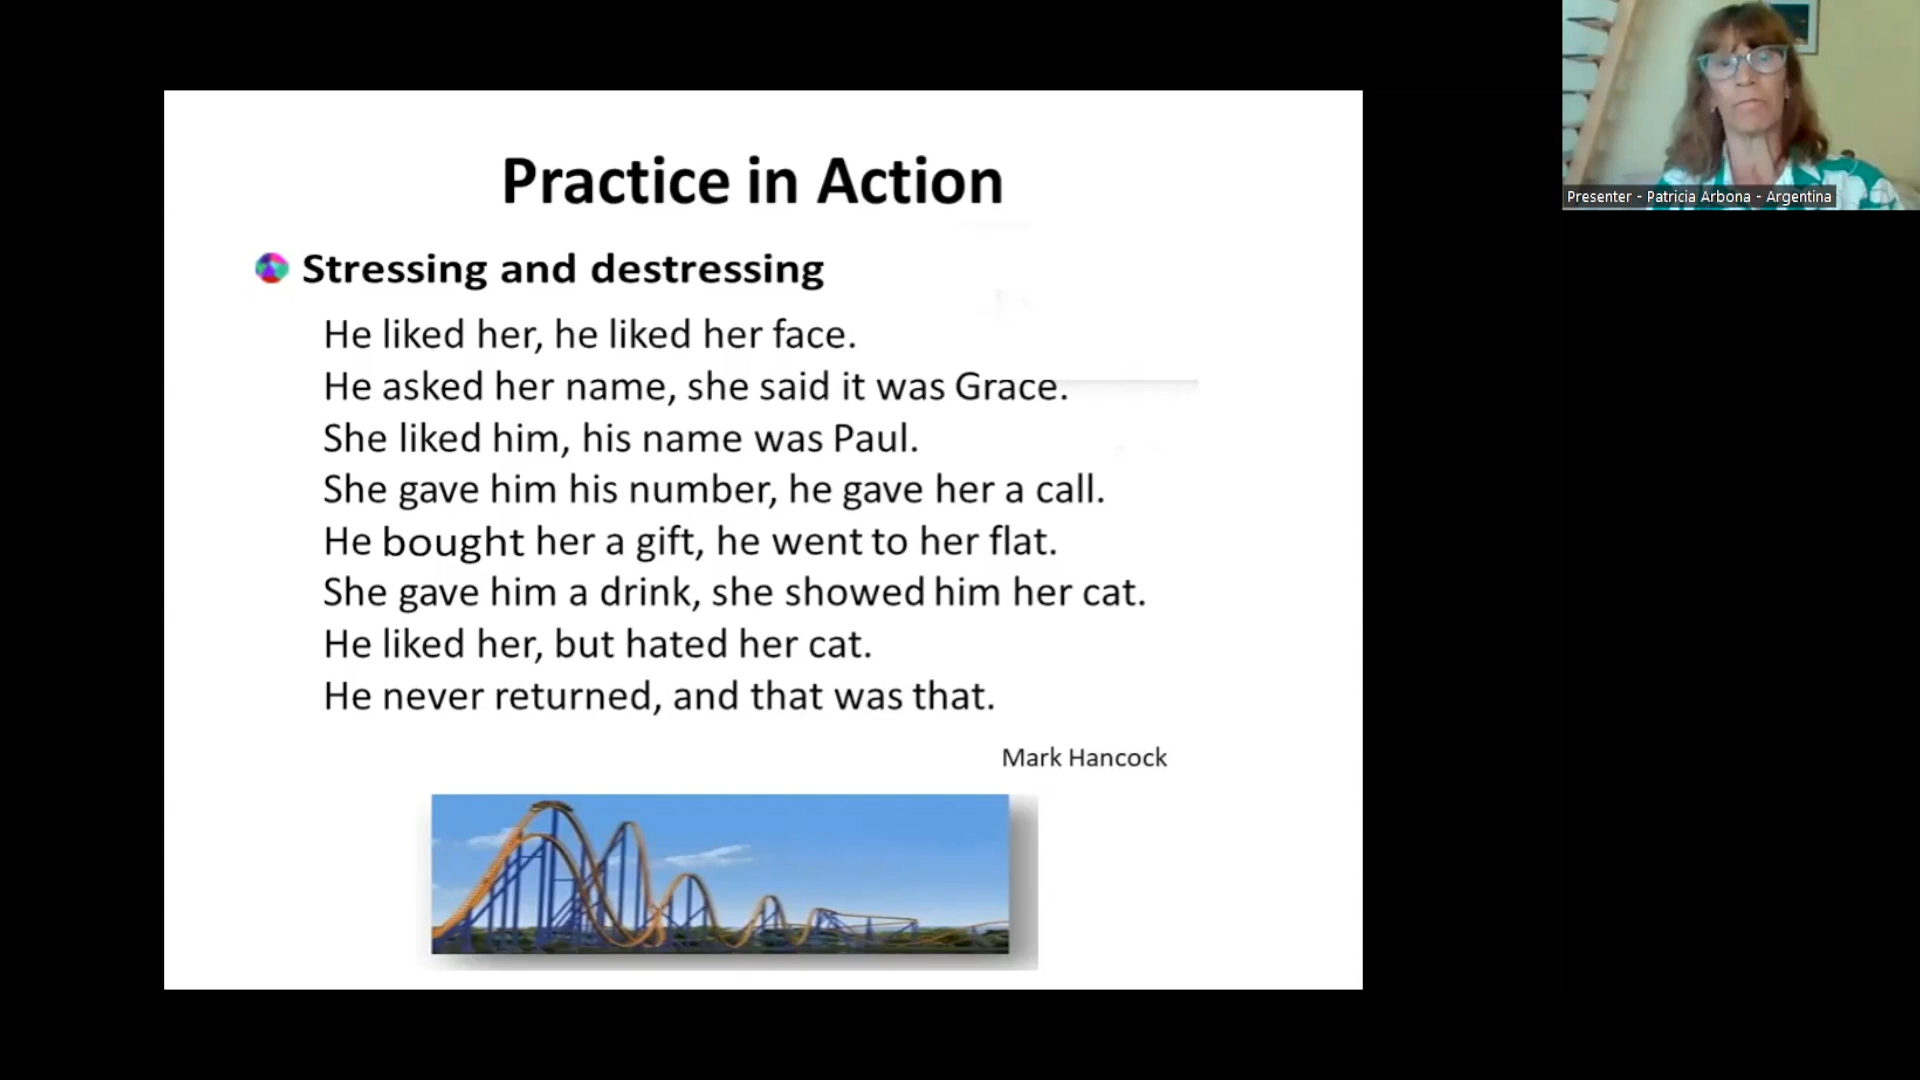 Practice in Action
Stressing and destressing
He liked her, he liked her face.
He asked her name, she said it was Grace.
She liked him, his name was Paul.
She gave him his number, he gave her a call.
He bought her a gift, he went to her flat.
She gave him a drink, she showed him her cat.
He liked her, but hated her cat.
He never returned, and that was that.
Mark Hancock
Presenter - Patricia Arbona - Argentina